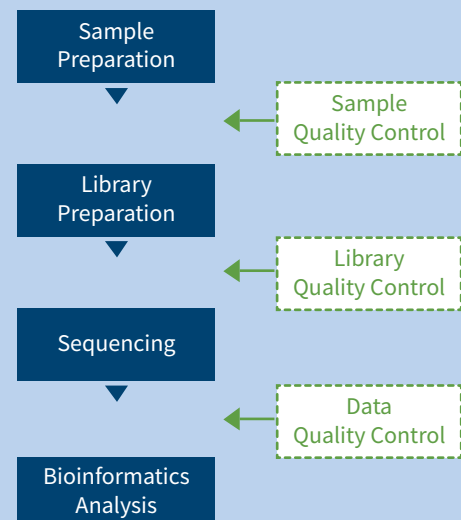 Sample
Preparation
Sample
Quality Control
Library
Preparation
Library
Quality Control
Sequencing
Data
Quality Control
Bioinformatics
Analysis